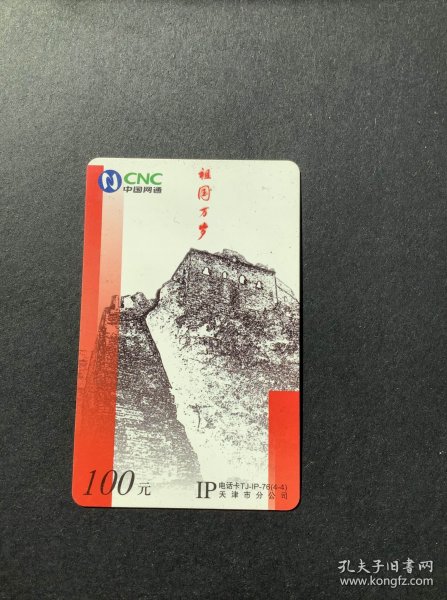 CNC
中国网通
祖国万岁
100元
IP 电话卡TJ-IP-76(4-4)
天津市分公司
孔夫子旧书网
www.kongfz.com